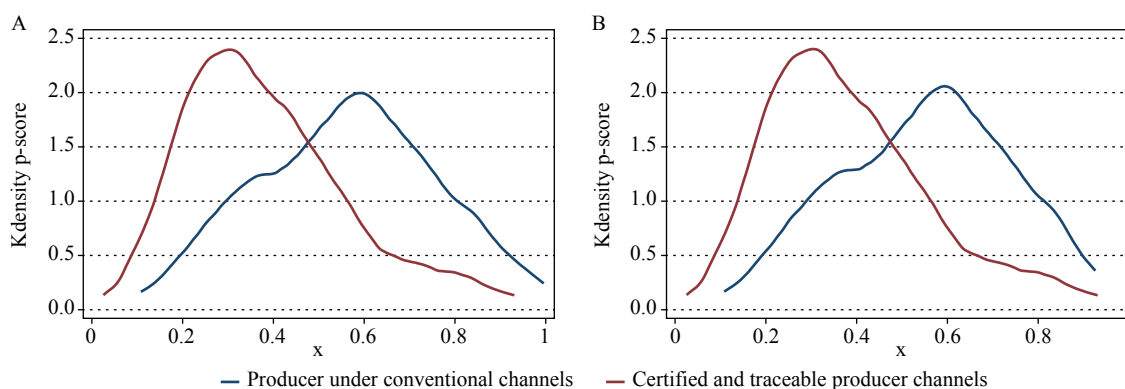 A
B
Kdensity p-score
2.5
2.0
1.5
1.0
0.5
0.0
0 0.2 0.4 0.6 0.8 1
x
Kdensity p-score
2.5
2.0
1.5
1.0
0.5
0.0
0 0.2 0.4 0.6 0.8
x
Producer under conventional channels
Certified and traceable producer channels